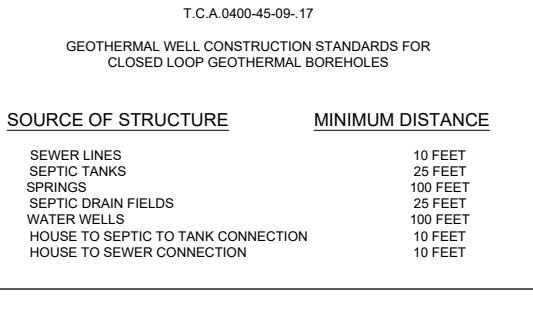 T.C.A.0400-45-09-.17
GEOTHERMAL WELL CONSTRUCTION STANDARDS FOR
CLOSED LOOP GEOTHERMAL BOREHOLES
SOURCE OF STRUCTURE MINIMUM DISTANCE
SEWER LINES 10 FEET
SEPTIC TANKS 25 FEET
SPRINGS 100 FEET
SEPTIC DRAIN FIELDS 25 FEET
WATER WELLS 100 FEET
HOUSE TO SEPTIC TO TANK CONNECTION 10 FEET
HOUSE TO SEWER CONNECTION 10 FEET